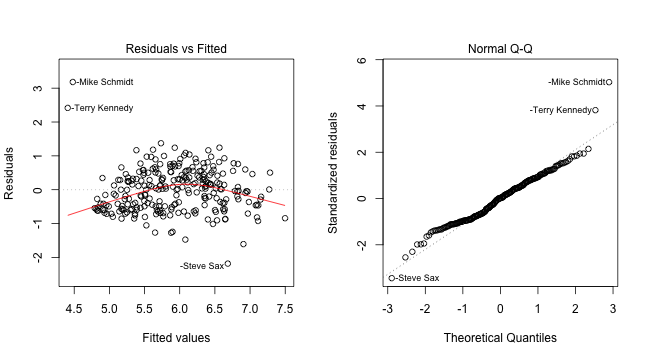 Residuals vs Fitted
Residuals
3
2
1
0
-1
-2
-Mike Schmidt
-Terry Kennedy
-Steve Sax
4.5 5.0 5.5 6.0 6.5 7.0 7.5
Fitted values
Normal Q-Q
Standardized residuals
6
4
2
0
-2
-Mike Schmidt
-Terry Kennedy
-Steve Sax
-3 -2 -1 0 1 2 3
Theoretical Quantiles